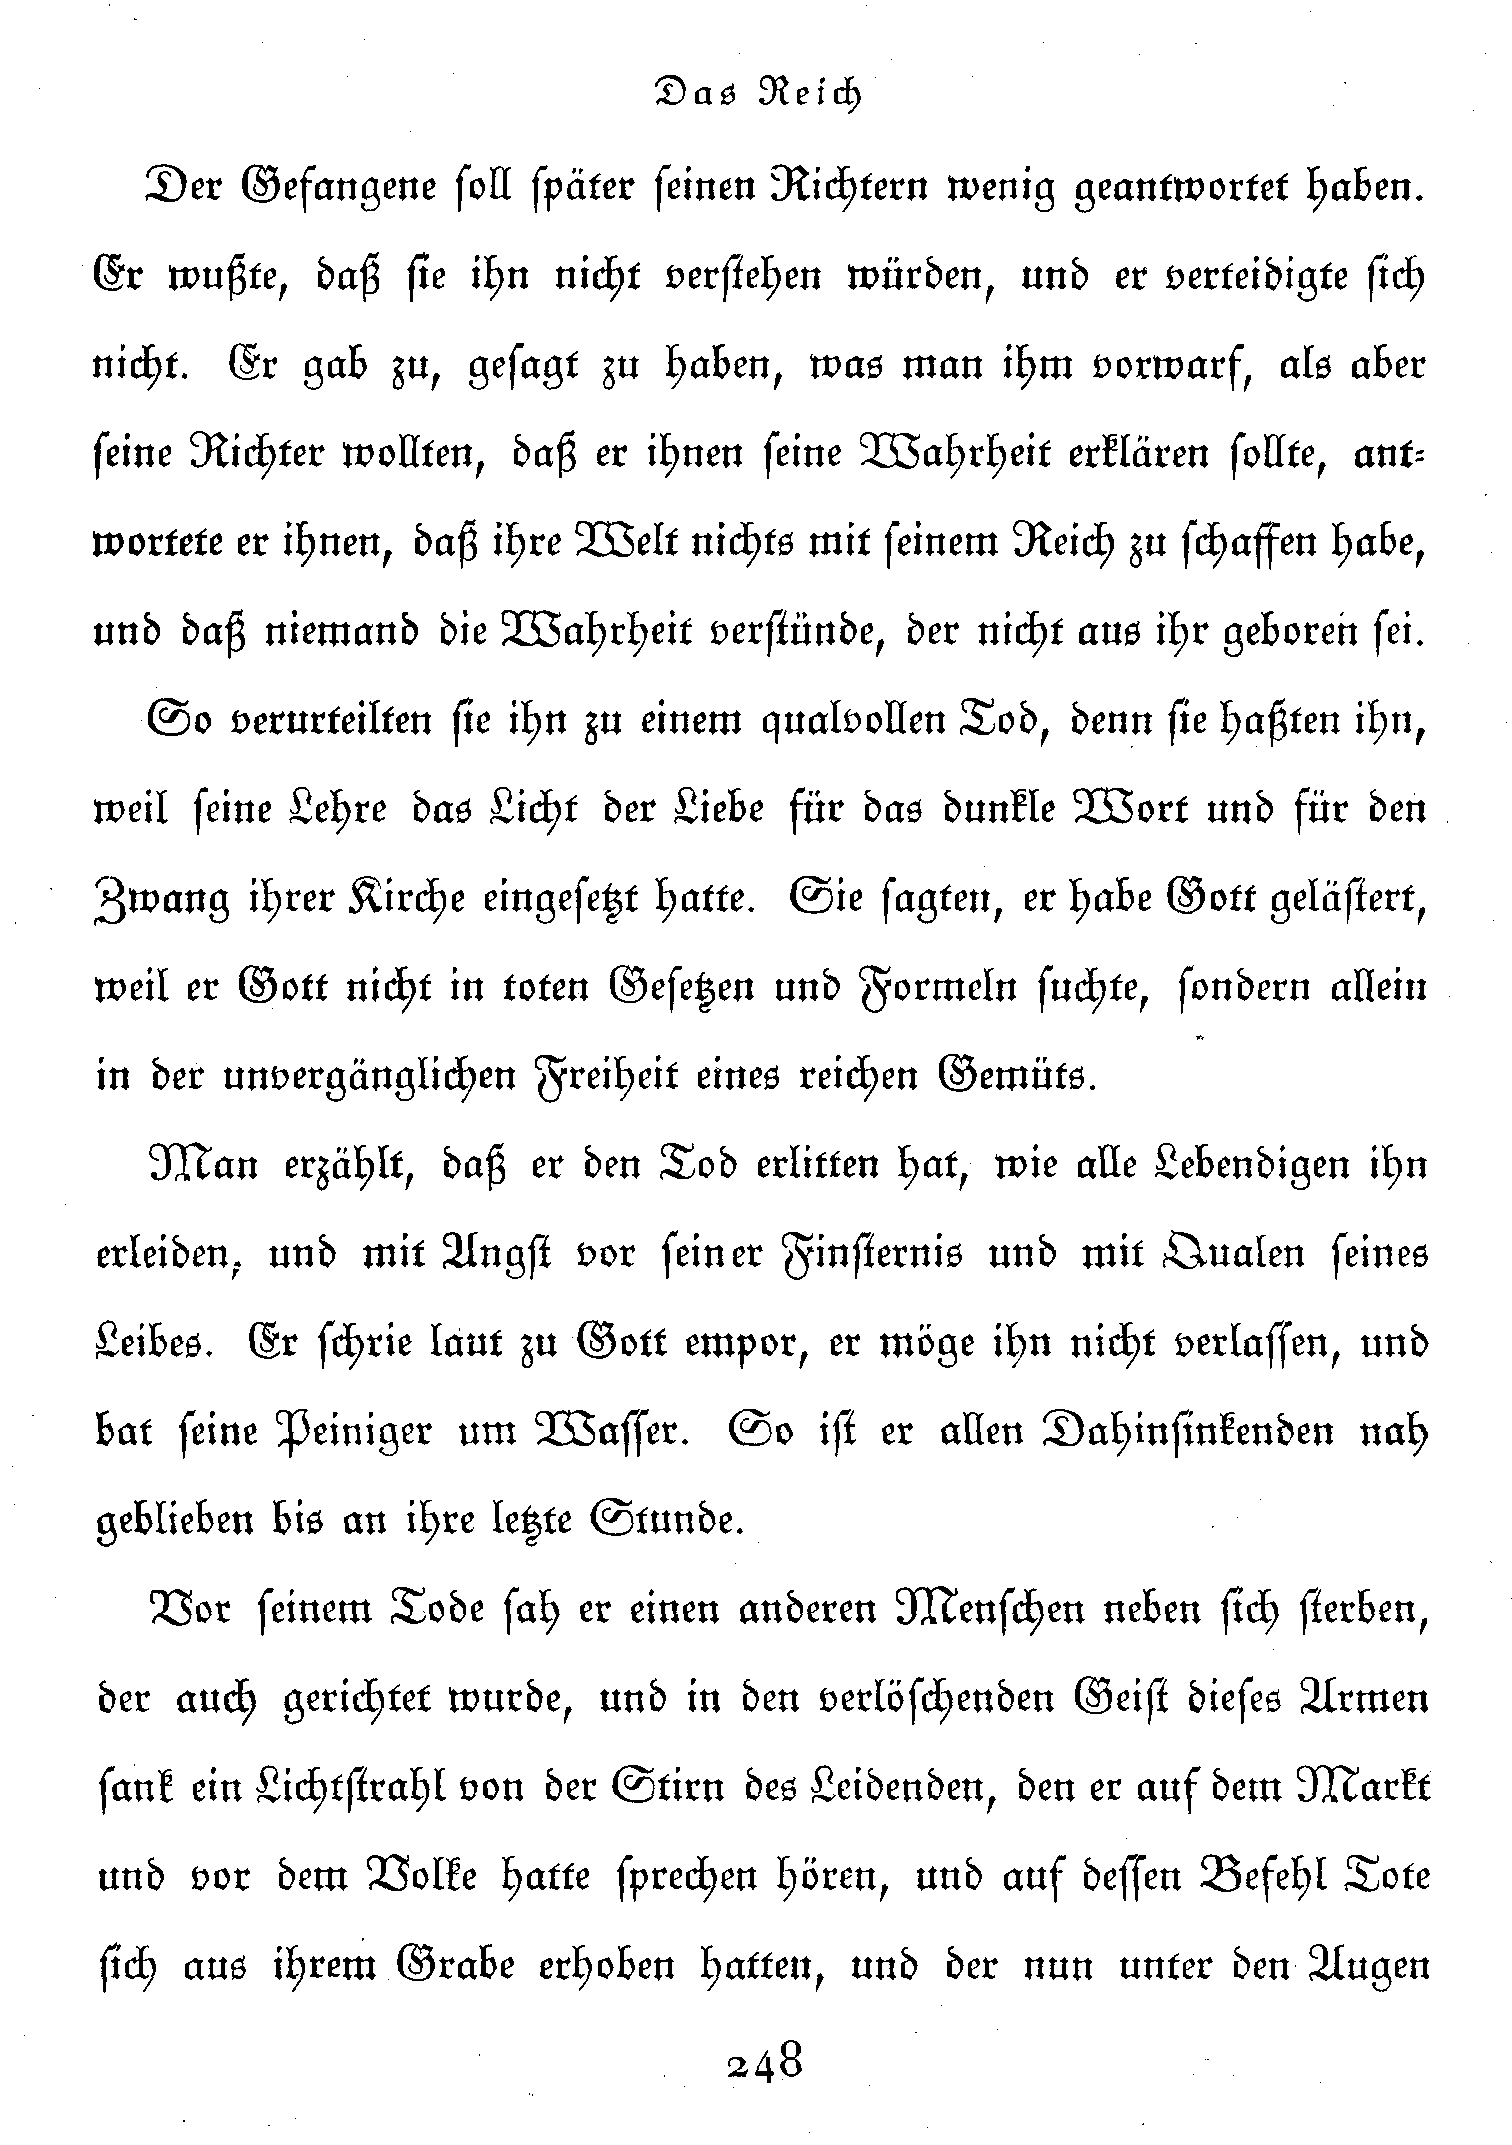 Das Reich
Der Gefangene soll später seinen Richtern wenig geantwortet haben.
Er wußte, daß sie ihn nicht verstehen würden, und er verteidigte sich
nicht. Er gab zu, gesagt zu haben, was man ihm vorwarf, als aber
seine Richter wollten, daß er ihnen seine Wahrheit erklären sollte, ant-
wortete er ihnen, daß ihre Welt nichts mit seinem Reich zu schaffen habe,
und daß niemand die Wahrheit verstünde, der nicht aus ihr geboren sei.
So verurteilten sie ihn zu einem qualvollen Tod, denn sie haßten ihn,
weil seine Lehre das Licht der Liebe für das dunkle Wort und für den
Zwang ihrer Kirche eingesetzt hatte. Sie sagten, er habe Gott gelästert,
weil er Gott nicht in toten Gesetzen und Formeln suchte, sondern allein
in der unvergänglichen Freiheit eines reichen Gemüts.
Man erzählt, daß er den Tod erlitten hat, wie alle Lebendigen ihn
erleiden, und mit Angst vor seiner Finsternis und mit Qualen seines
Leibes. Er schrie laut zu Gott empor, er möge ihn nicht verlassen, und
bat seine Peiniger um Wasser. So ist er allen Dahinsinkenden nah
geblieben bis an ihre letzte Stunde.
Vor seinem Tode sah er einen anderen Menschen neben sich sterben,
der auch gerichtet wurde, und in den verlöschenden Geist dieses Armen
sank ein Lichtstrahl von der Stirn des Leidenden, den er auf dem Markt
und vor dem Volke hatte sprechen hören, und auf dessen Befehl Tote
sich aus ihrem Grabe erhoben hatten, und der nun unter den Augen
248